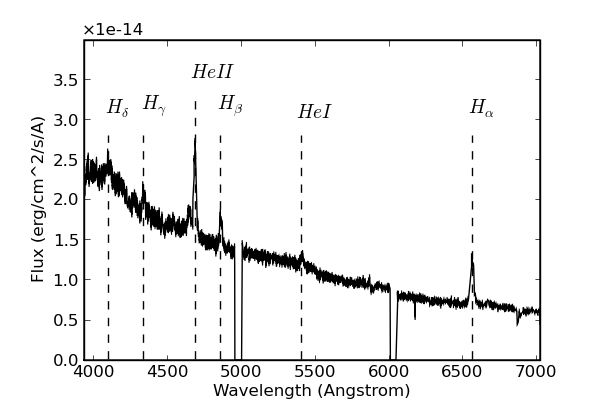 ×1e-14
HeII
H_δ H_γ H_β HeI H_α
3.5
3.0
2.5
2.0
1.5
1.0
0.5
0.0
Flux (erg/cm^2/s/A)
4000 4500 5000 5500 6000 6500 7000
Wavelength (Angstrom)